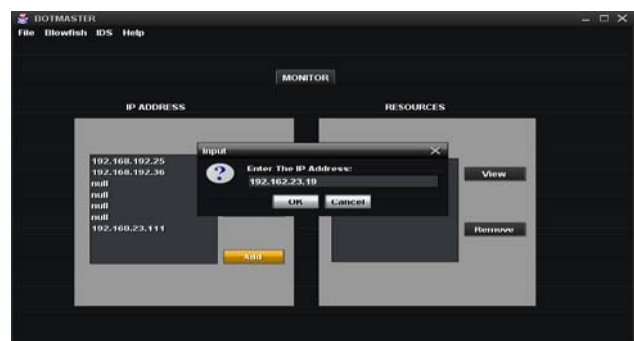 BOTMASTER
File Blowfish IDS Help
MONITOR
IP ADDRESS
RESOURCES
192.168.192.25
192.168.192.36
null
null
null
null
192.168.23.111
Add
Input
Enter The IP Address:
192.162.23.19
OK Cancel
View
Remove